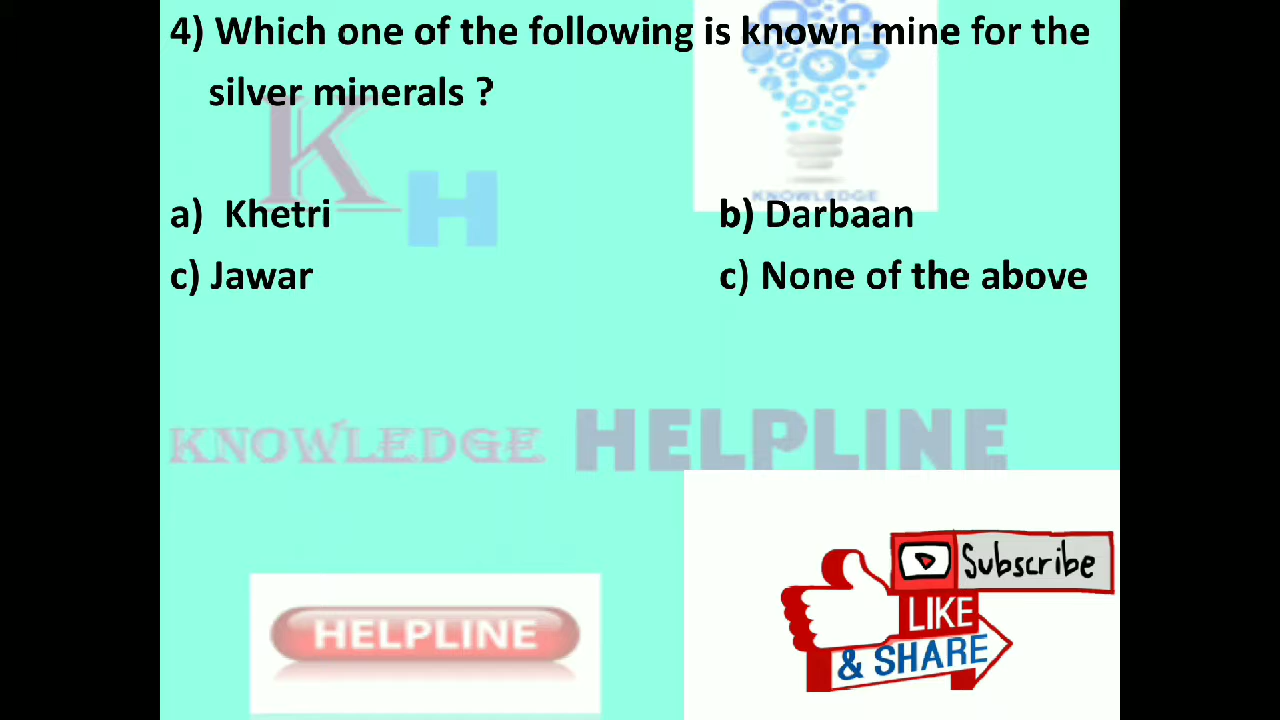 4) Which one of the following is known mine for the
silver minerals ?
K
H
KNOWLEDGE
a) Khetri
b) Darbaan
c) Jawar
c) None of the above
KNOWLEDGE HELPLINE
Subscribe
LIKE
& SHARE
HELPLINE